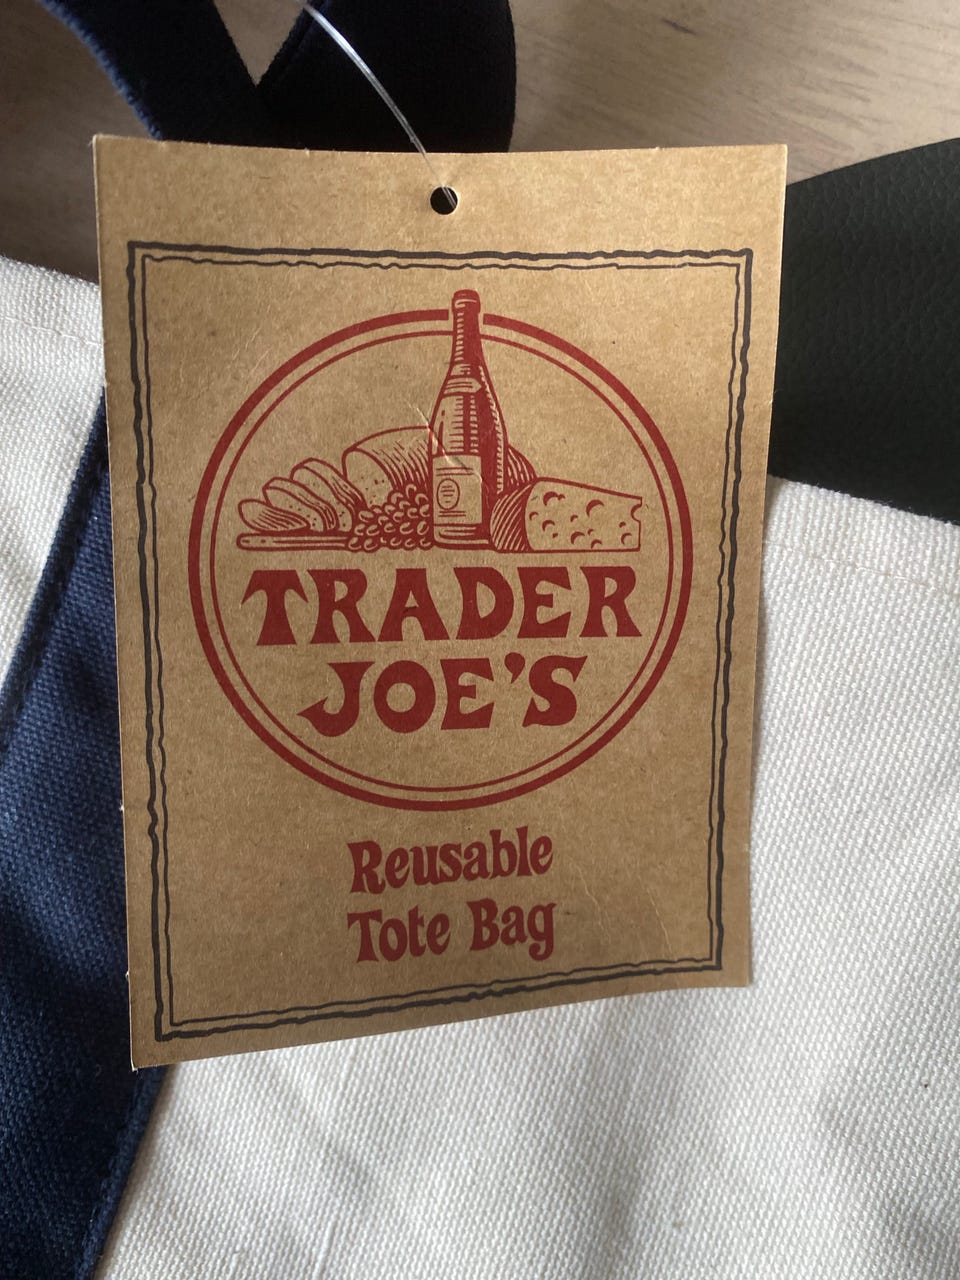 TRADER
JOE'S
Reusable
Tote Bag